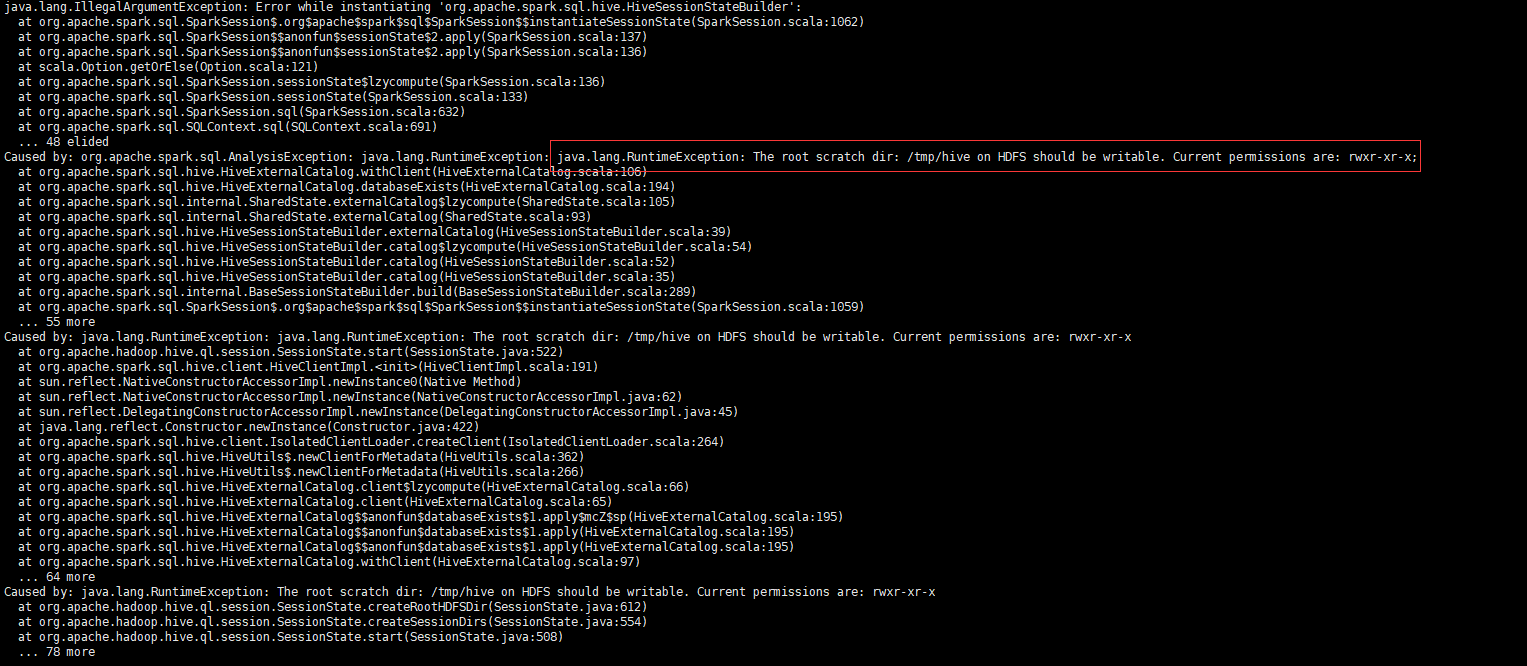 java.lang.IllegalArgumentException: Error while instantiating 'org.apache.spark.sql.hive.HiveSessionStateBuilder':
at org.apache.spark.sql.SparkSession$.org$apache$spark$sql$SparkSession$$instantiateSessionState(SparkSession.scala:1062)
at org.apache.spark.sql.SparkSession$$anonfun$sessionState$2.apply(SparkSession.scala:137)
at org.apache.spark.sql.SparkSession$$anonfun$sessionState$2.apply(SparkSession.scala:136)
at scala.Option.getOrElse(Option.scala:121)
at org.apache.spark.sql.SparkSession.sessionState$lzycompute(SparkSession.scala:136)
at org.apache.spark.sql.SparkSession.sessionState(SparkSession.scala:133)
at org.apache.spark.sql.SparkSession.sql(SparkSession.scala:632)
at org.apache.spark.sql.SQLContext.sql(SQLContext.scala:691)
... 48 elided
Caused by: org.apache.spark.sql.AnalysisException: java.lang.RuntimeException: java.lang.RuntimeException: The root scratch dir: /tmp/hive on HDFS should be writable. Current permissions are: rwxr-xr-x;
at org.apache.spark.sql.hive.HiveExternalCatalog.withClient(HiveExternalCatalog.scala:106)
at org.apache.spark.sql.hive.HiveExternalCatalog.databaseExists(HiveExternalCatalog.scala:194)
at org.apache.spark.sql.internal.SharedState.externalCatalog$lzycompute(SharedState.scala:105)
at org.apache.spark.sql.internal.SharedState.externalCatalog(SharedState.scala:93)
at org.apache.spark.sql.hive.HiveSessionStateBuilder.externalCatalog(HiveSessionStateBuilder.scala:39)
at org.apache.spark.sql.hive.HiveSessionStateBuilder.catalog$lzycompute(HiveSessionStateBuilder.scala:54)
at org.apache.spark.sql.hive.HiveSessionStateBuilder.catalog(HiveSessionStateBuilder.scala:52)
at org.apache.spark.sql.hive.HiveSessionStateBuilder.catalog(HiveSessionStateBuilder.scala:35)
at org.apache.spark.sql.internal.BaseSessionStateBuilder.build(BaseSessionStateBuilder.scala:289)
at org.apache.spark.sql.SparkSession$.org$apache$spark$sql$SparkSession$$instantiateSessionState(SparkSession.scala:1059)
... 55 more
Caused by: java.lang.RuntimeException: java.lang.RuntimeException: The root scratch dir: /tmp/hive on HDFS should be writable. Current permissions are: rwxr-xr-x
at org.apache.hadoop.hive.ql.session.SessionState.start(SessionState.java:522)
at org.apache.spark.sql.hive.client.HiveClientImpl.<init>(HiveClientImpl.scala:191)
at sun.reflect.NativeConstructorAccessorImpl.newInstance0(Native Method)
at sun.reflect.NativeConstructorAccessorImpl.newInstance(NativeConstructorAccessorImpl.java:62)
at sun.reflect.DelegatingConstructorAccessorImpl.newInstance(DelegatingConstructorAccessorImpl.java:45)
at java.lang.reflect.Constructor.newInstance(Constructor.java:422)
at org.apache.spark.sql.hive.client.IsolatedClientLoader.createClient(IsolatedClientLoader.scala:264)
at org.apache.spark.sql.hive.HiveUtils$.newClientForMetadata(HiveUtils.scala:362)
at org.apache.spark.sql.hive.HiveUtils$.newClientForMetadata(HiveUtils.scala:266)
at org.apache.spark.sql.hive.HiveExternalCatalog.client$lzycompute(HiveExternalCatalog.scala:66)
at org.apache.spark.sql.hive.HiveExternalCatalog.client(HiveExternalCatalog.scala:65)
at org.apache.spark.sql.hive.HiveExternalCatalog$$anonfun$databaseExists$1.apply$mcZ$sp(HiveExternalCatalog.scala:195)
at org.apache.spark.sql.hive.HiveExternalCatalog$$anonfun$databaseExists$1.apply(HiveExternalCatalog.scala:195)
at org.apache.spark.sql.hive.HiveExternalCatalog$$anonfun$databaseExists$1.apply(HiveExternalCatalog.scala:195)
at org.apache.spark.sql.hive.HiveExternalCatalog.withClient(HiveExternalCatalog.scala:97)
... 64 more
Caused by: java.lang.RuntimeException: The root scratch dir: /tmp/hive on HDFS should be writable. Current permissions are: rwxr-xr-x
at org.apache.hadoop.hive.ql.session.SessionState.createRootHDFSDir(SessionState.java:612)
at org.apache.hadoop.hive.ql.session.SessionState.createSessionDirs(SessionState.java:554)
at org.apache.hadoop.hive.ql.session.SessionState.start(SessionState.java:508)
... 78 more